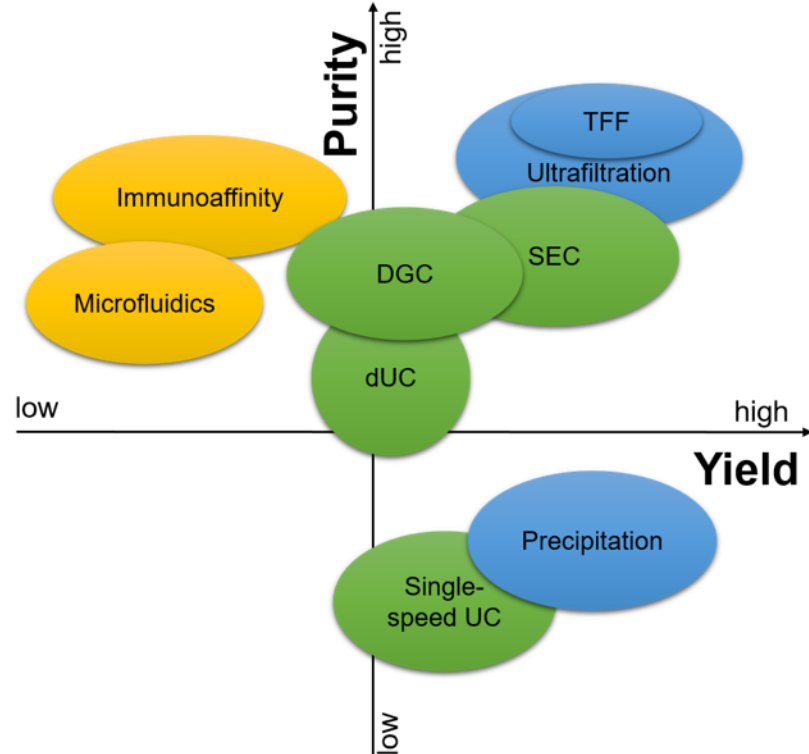 high
Purity
TFF
Ultrafiltration
Immunoaffinity
SEC
DGC
Microfluidics
dUC
low
high
Yield
Precipitation
Single-
speed UC
low